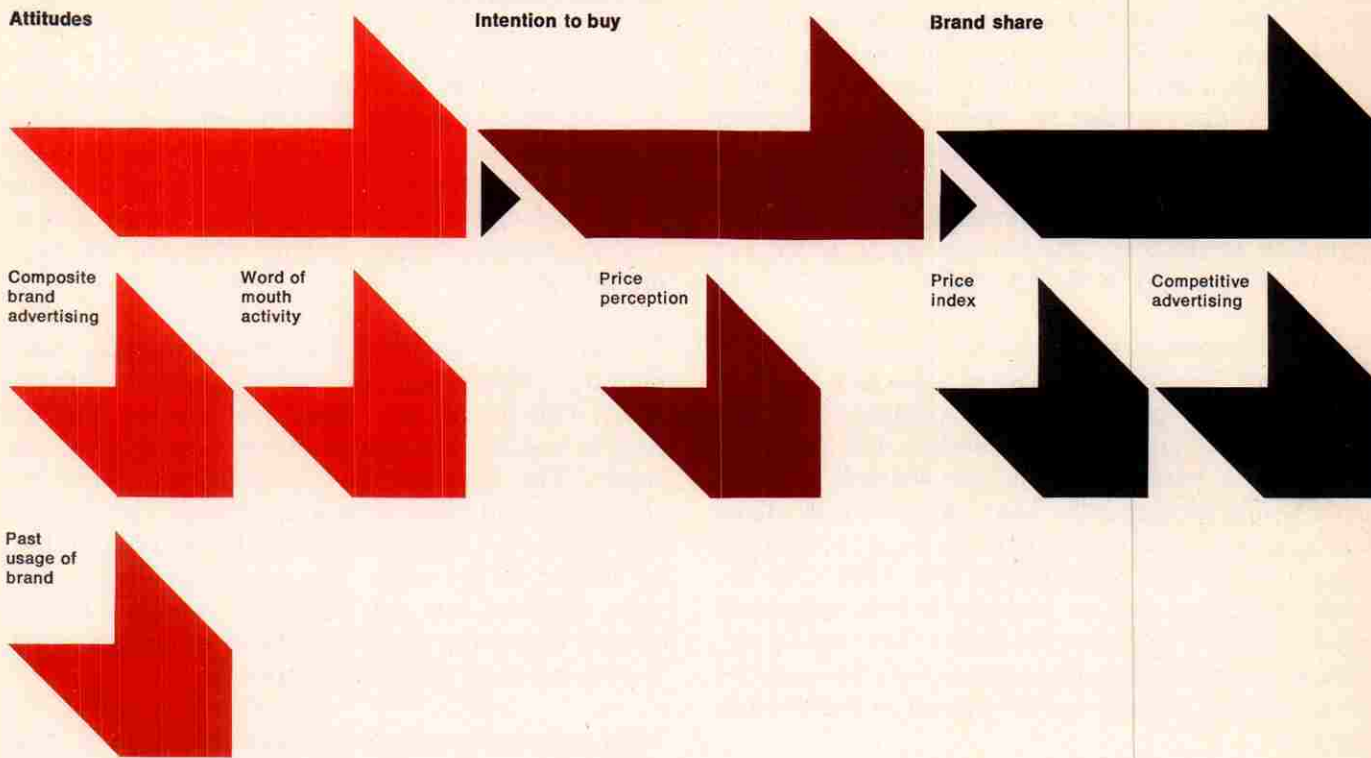 Attitudes
Intention to buy
Brand share
Composite
brand
advertising
Word of
mouth
activity
Price
perception
Price
index
Competitive
advertising
Past
usage of
brand